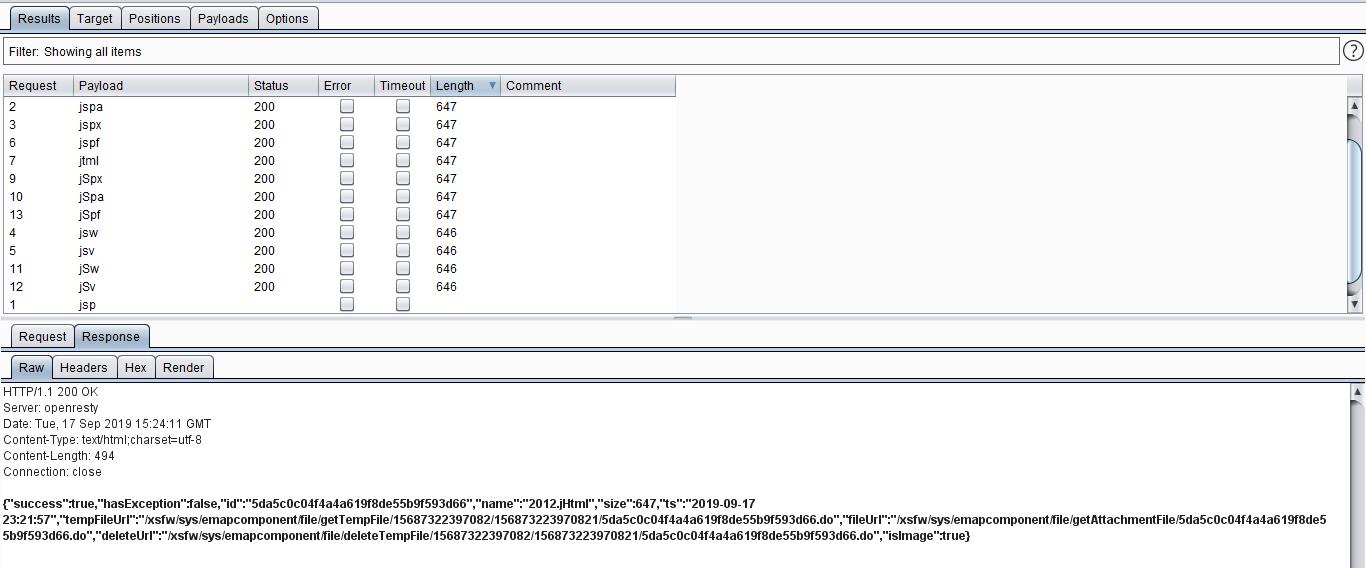 Results Target Positions Payloads Options
Filter: Showing all items ?
Request Payload Status Error Timeout Length ▼ Comment
2 jspa 200 647
3 jspx 200 647
6 jspf 200 647
7 jtml 200 647
9 jSpx 200 647
10 jSpa 200 647
13 jSpf 200 647
4 jsw 200 646
5 jsv 200 646
11 jSw 200 646
12 jSv 200 646
1 jsp
Request Response
Raw Headers Hex Render
HTTP/1.1 200 OK
Server: openresty
Date: Tue, 17 Sep 2019 15:24:11 GMT
Content-Type: text/html;charset=utf-8
Content-Length: 494
Connection: close
{"success":true,"hasException":false,"id":"5da5c0c04f4a4a619f8de55b9f593d66","name":"2012.jHtml","size":647,"ts":"2019-09-17
23:21:57","tempFileUrl":"/xsfw/sys/emapcomponent/file/getTempFile/15687322397082/156873223970821/5da5c0c04f4a4a619f8de55b9f593d66.do","fileUrl":"/xsfw/sys/emapcomponent/file/getAttachmentFile/5da5c0c04f4a4a619f8de5
5b9f593d66.do","deleteUrl":"/xsfw/sys/emapcomponent/file/deleteTempFile/15687322397082/156873223970821/5da5c0c04f4a4a619f8de55b9f593d66.do","isImage":true}